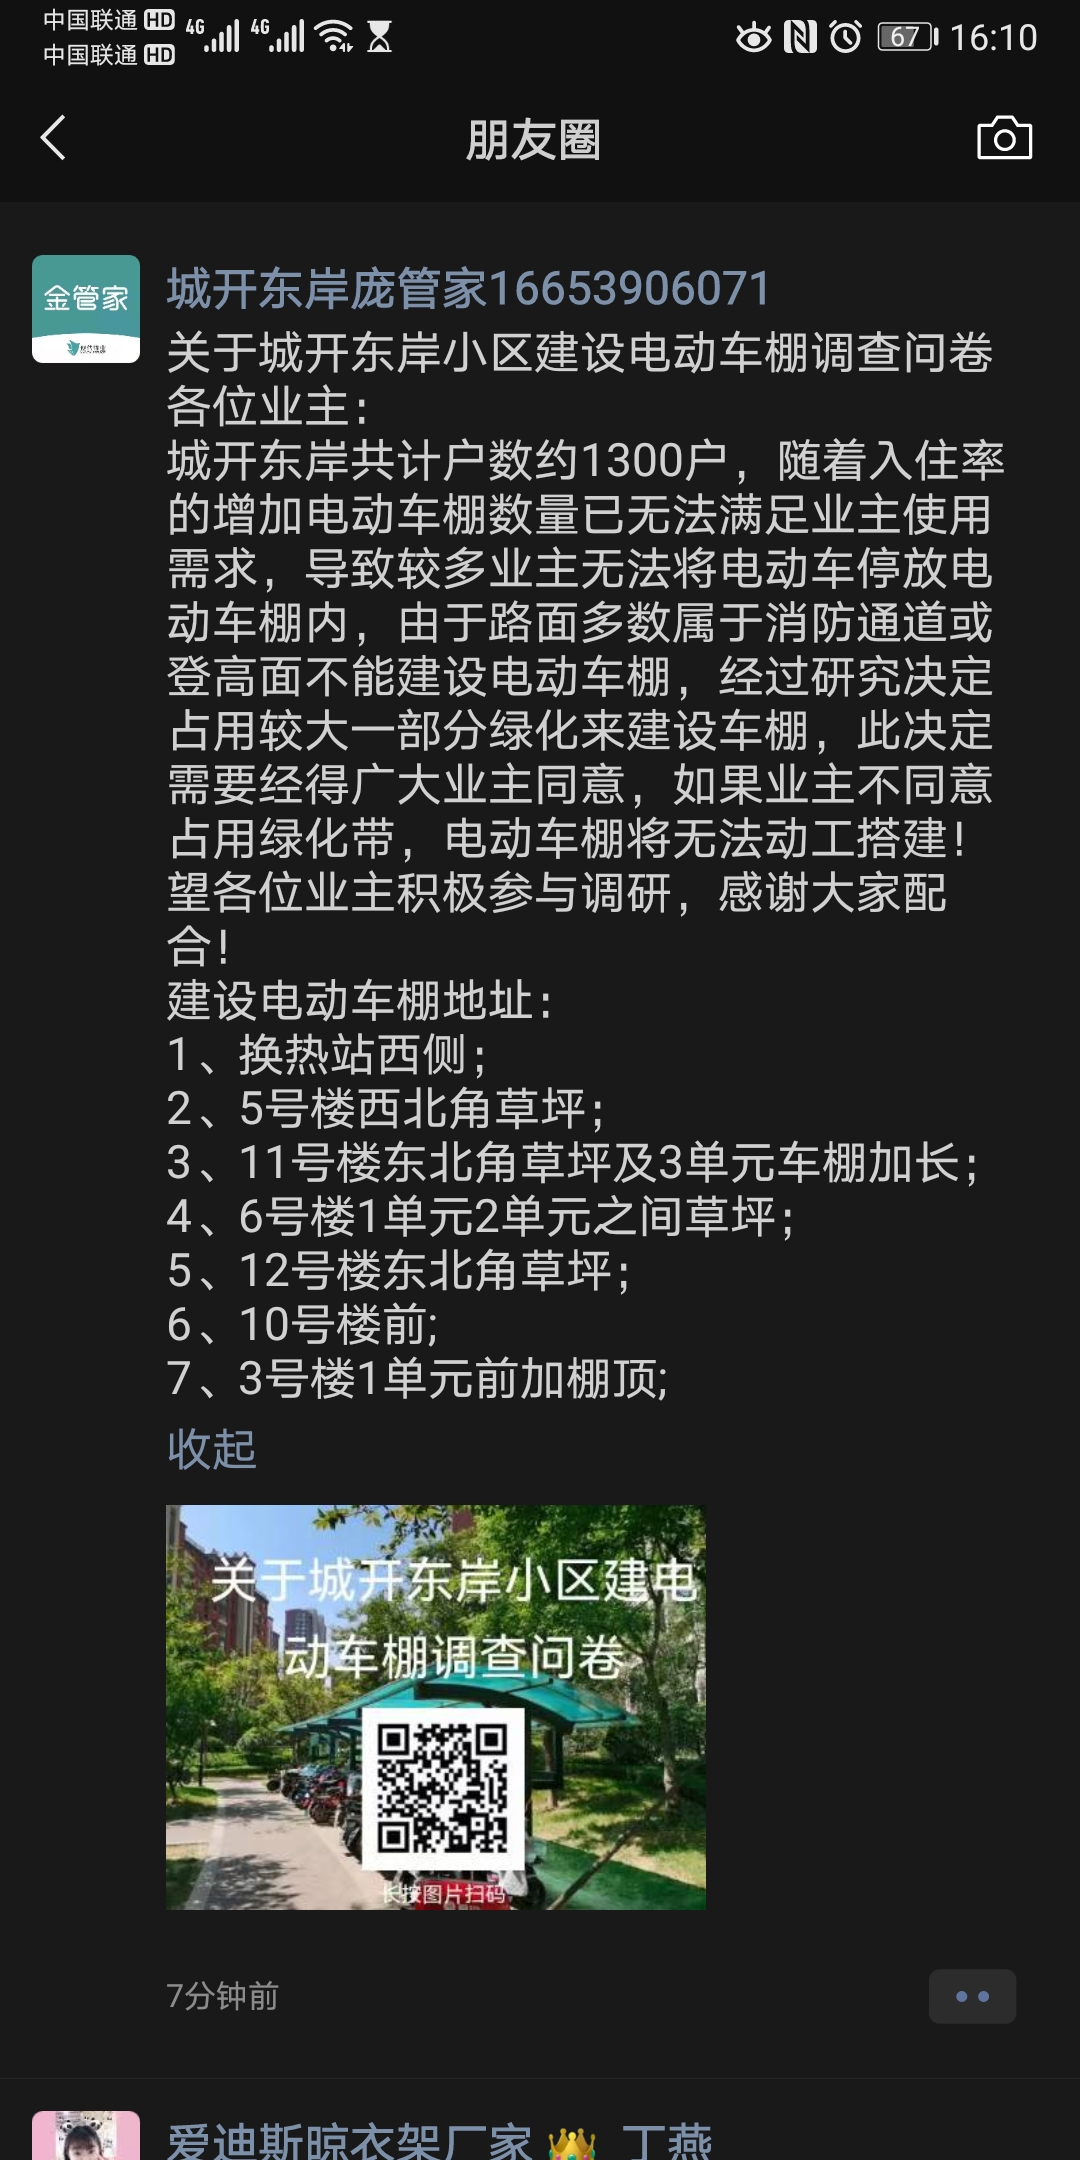 中国联通 HD 4G 4G 67 16:10
中国联通 HD
朋友圈
金管家
城开东岸庞管家16653906071
关于城开东岸小区建设电动车棚调查问卷
各位业主：
城开东岸共计户数约1300户，随着入住率
的增加电动车棚数量已无法满足业主使用
需求，导致较多业主无法将电动车停放电
动车棚内，由于路面多数属于消防通道或
登高面不能建设电动车棚，经过研究决定
占用较大一部分绿化来建设车棚，此决定
需要经得广大业主同意，如果业主不同意
占用绿化带，电动车棚将无法动工搭建！
望各位业主积极参与调研，感谢大家配
合！
建设电动车棚地址：
1、换热站西侧；
2、5号楼西北角草坪；
3、11号楼东北角草坪及3单元车棚加长；
4、6号楼1单元2单元之间草坪；
5、12号楼东北角草坪；
6、10号楼前;
7、3号楼1单元前加棚顶;
收起
关于城开东岸小区建电
动车棚调查问卷
长按图片扫码
7分钟前
爱迪斯晾衣架厂家 丁燕